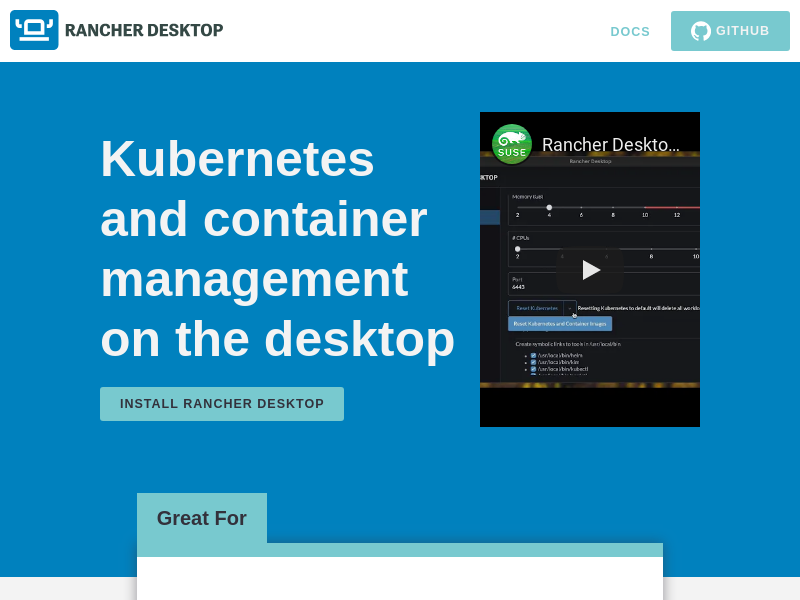 RANCHER DESKTOP
DOCS
GITHUB
Kubernetes
and container
management
on the desktop
INSTALL RANCHER DESKTOP
SUSE
Rancher Deskto...
Rancher Desktop
KTOP
Memory (GB)
2 4 6 8 10 12
# CPUs
2 8 10
Port
6443
Reset Kubernetes
Resetting Kubernetes to default will delete all worklo
Reset Kubernetes and Container Images
Create symbolic links to tools in /usr/local/bin
/usr/local/bin/helm
/usr/local/bin/kim
/usr/local/bin/kubectl
Great For